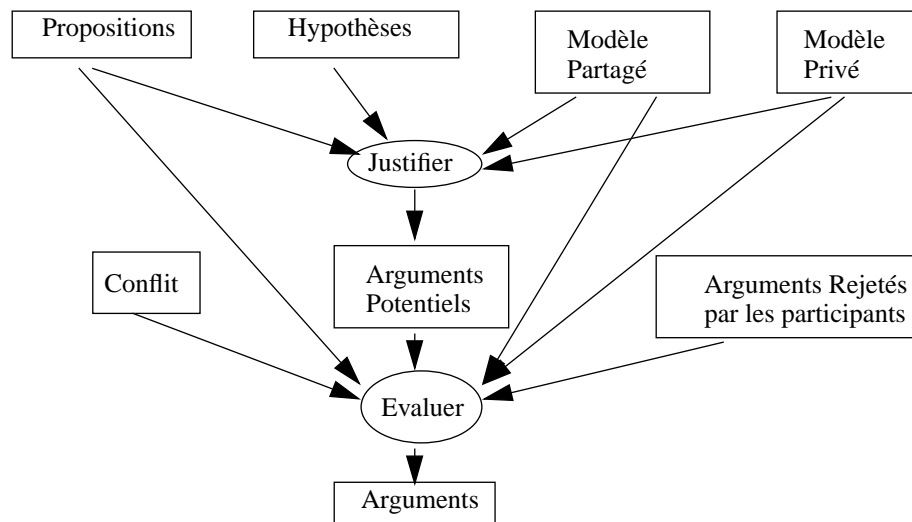 Propositions
Hypothèses
Modèle
Partagé
Modèle
Privé
Justifier
Conflit
Arguments
Potentiels
Arguments Rejetés
par les participants
Evaluer
Arguments